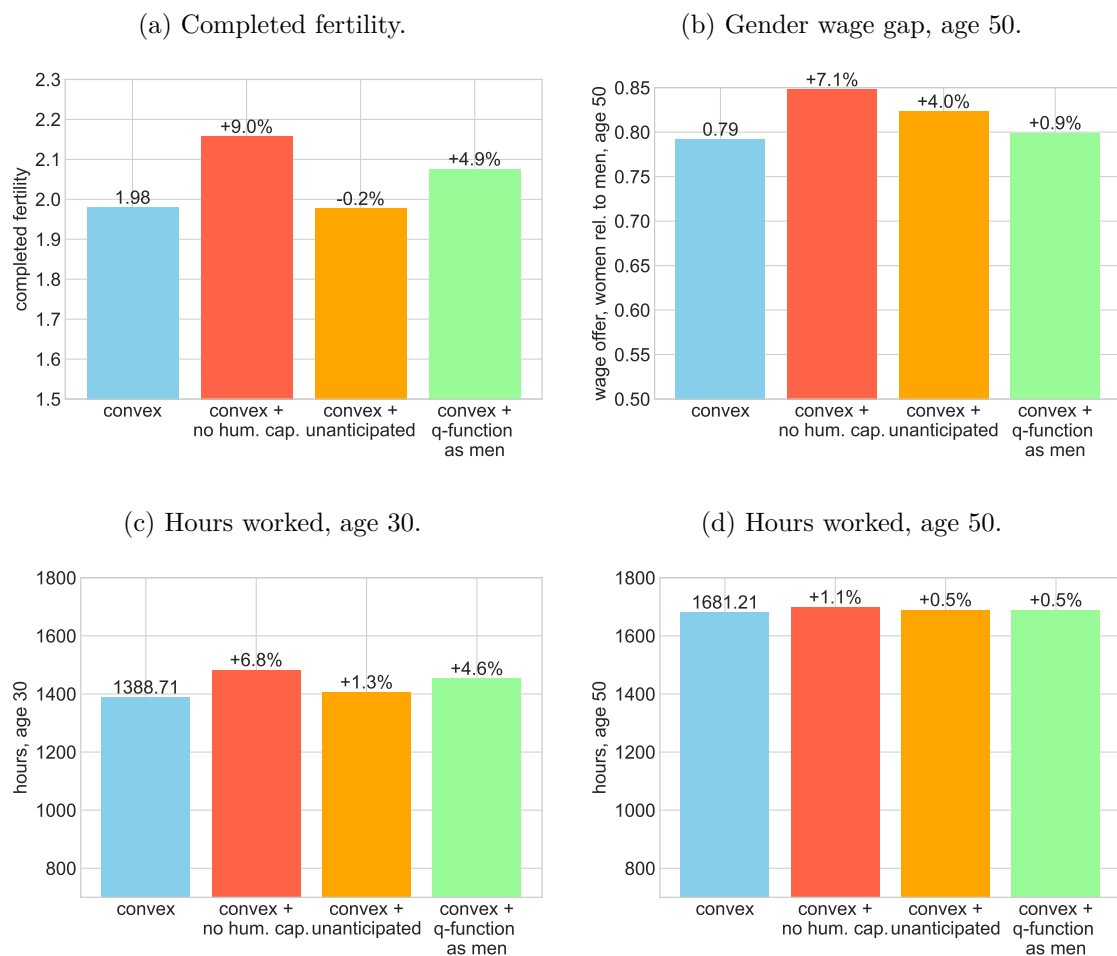 (a) Completed fertility.
2.3
2.2
2.1
2.0
1.9
1.8
1.7
1.6
1.5
completed fertility
1.98
+9.0%
-0.2%
+4.9%
convex
convex +
no hum. cap.
convex +
unanticipated
convex +
q-function
as men
(b) Gender wage gap, age 50.
0.85
0.80
0.75
0.70
0.65
0.60
0.55
0.50
wage offer, women rel. to men, age 50
0.79
+7.1%
+4.0%
+0.9%
convex
convex +
no hum. cap.
convex +
unanticipated
convex +
q-function
as men
(c) Hours worked, age 30.
1800
1600
1400
1200
1000
800
hours, age 30
1388.71
+6.8%
+1.3%
+4.6%
convex
convex +
no hum. cap.
convex +
unanticipated
convex +
q-function
as men
(d) Hours worked, age 50.
1800
1600
1400
1200
1000
800
hours, age 50
1681.21
+1.1%
+0.5%
+0.5%
convex
convex +
no hum. cap.
convex +
unanticipated
convex +
q-function
as men